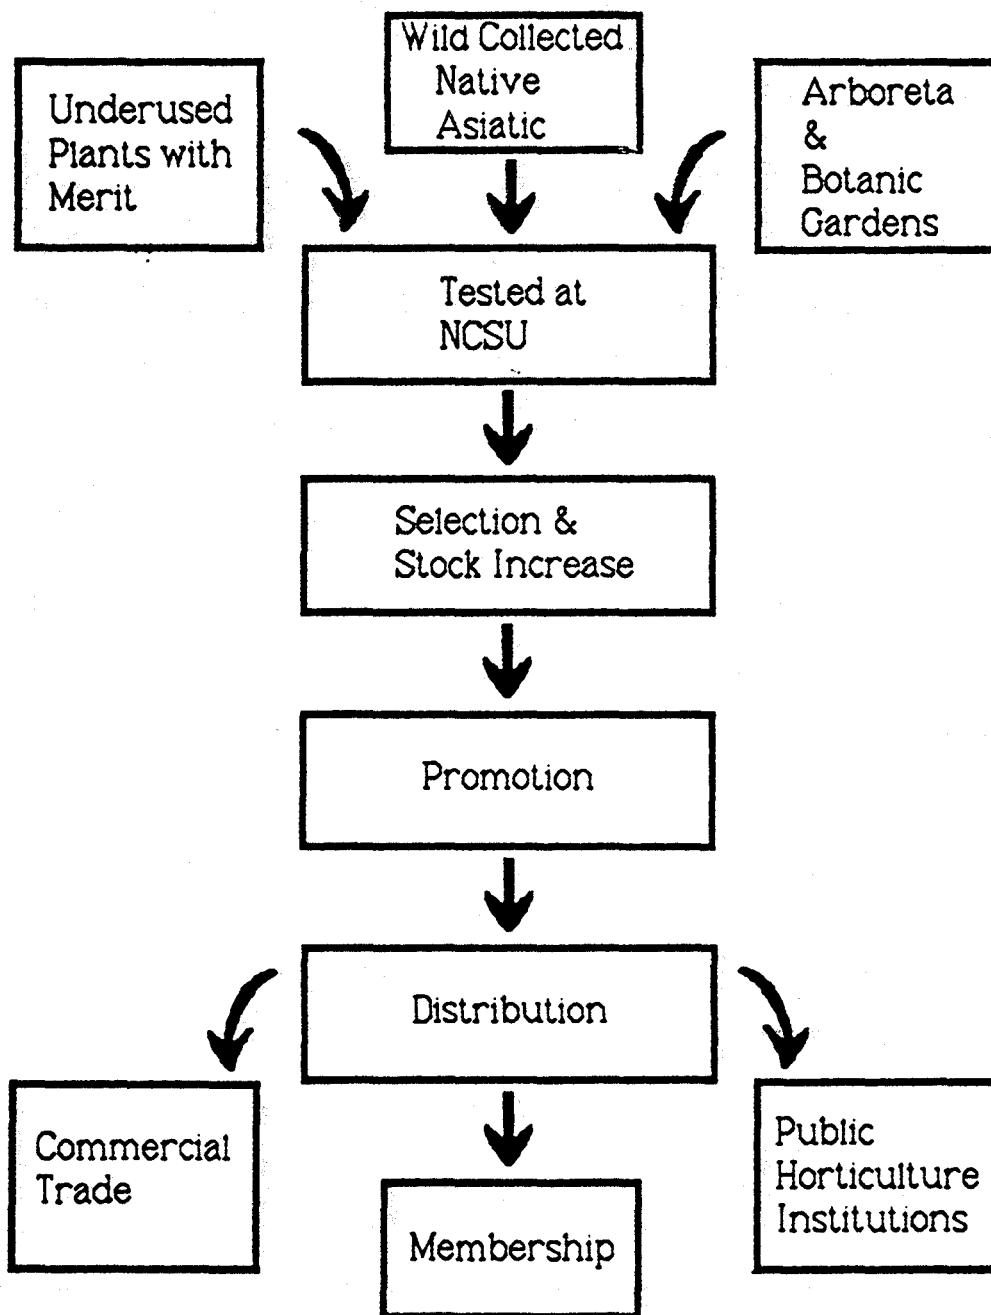 Underused
Plants with
Merit
Wild Collected
Native
Asiatic
Arboreta
&
Botanic
Gardens
Tested at
NCSU
Selection &
Stock Increase
Promotion
Distribution
Commercial
Trade
Membership
Public
Horticulture
Institutions